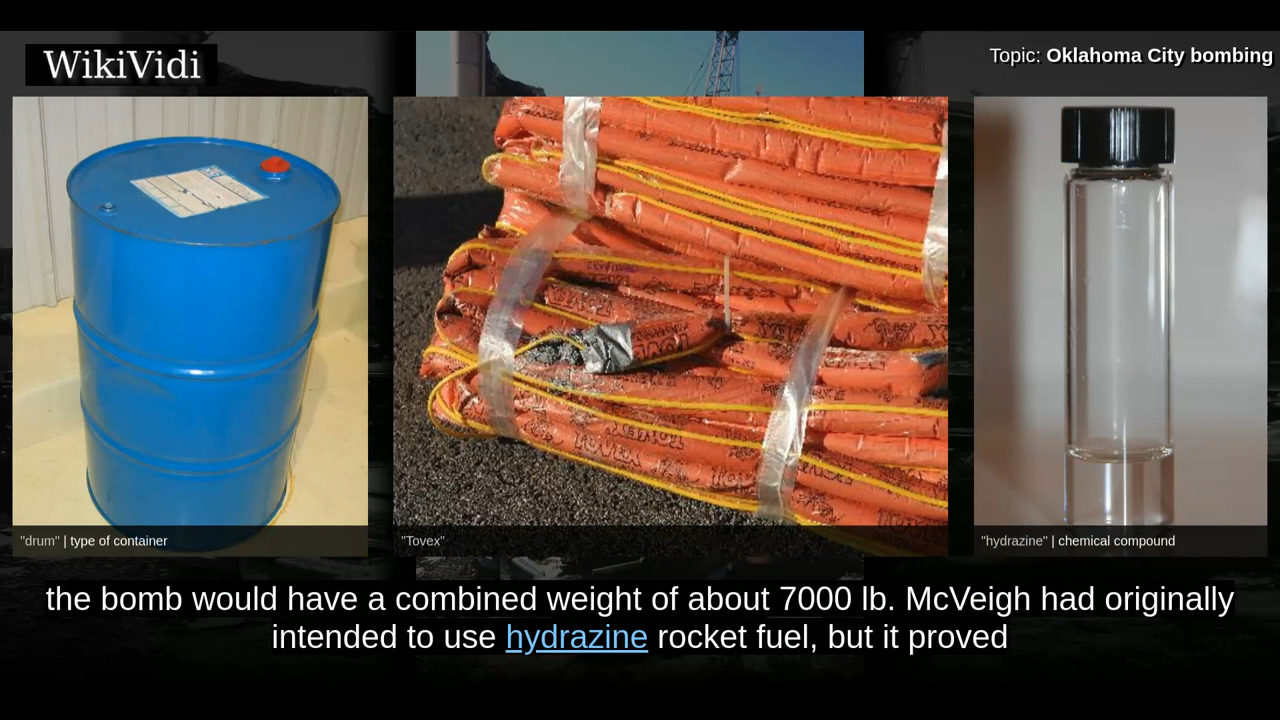 WikiVidi
Topic: Oklahoma City bombing
"drum" | type of container
"Tovex"
"hydrazine" | chemical compound
the bomb would have a combined weight of about 7000 lb. McVeigh had originally
intended to use hydrazine rocket fuel, but it proved